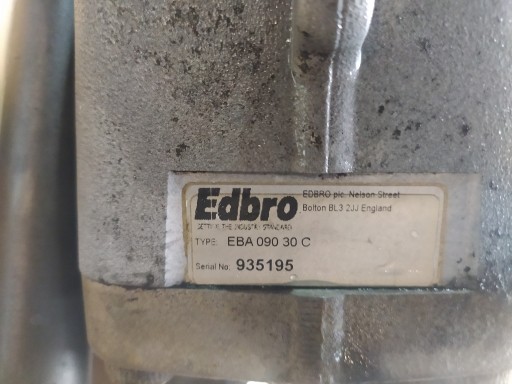 Edbro
EDBRO plc. Nelson Street
Bolton BL3 2JJ England
THE INDUSTRY STANDARD
TYPE: EBA 090 30 C
Serial No: 935195